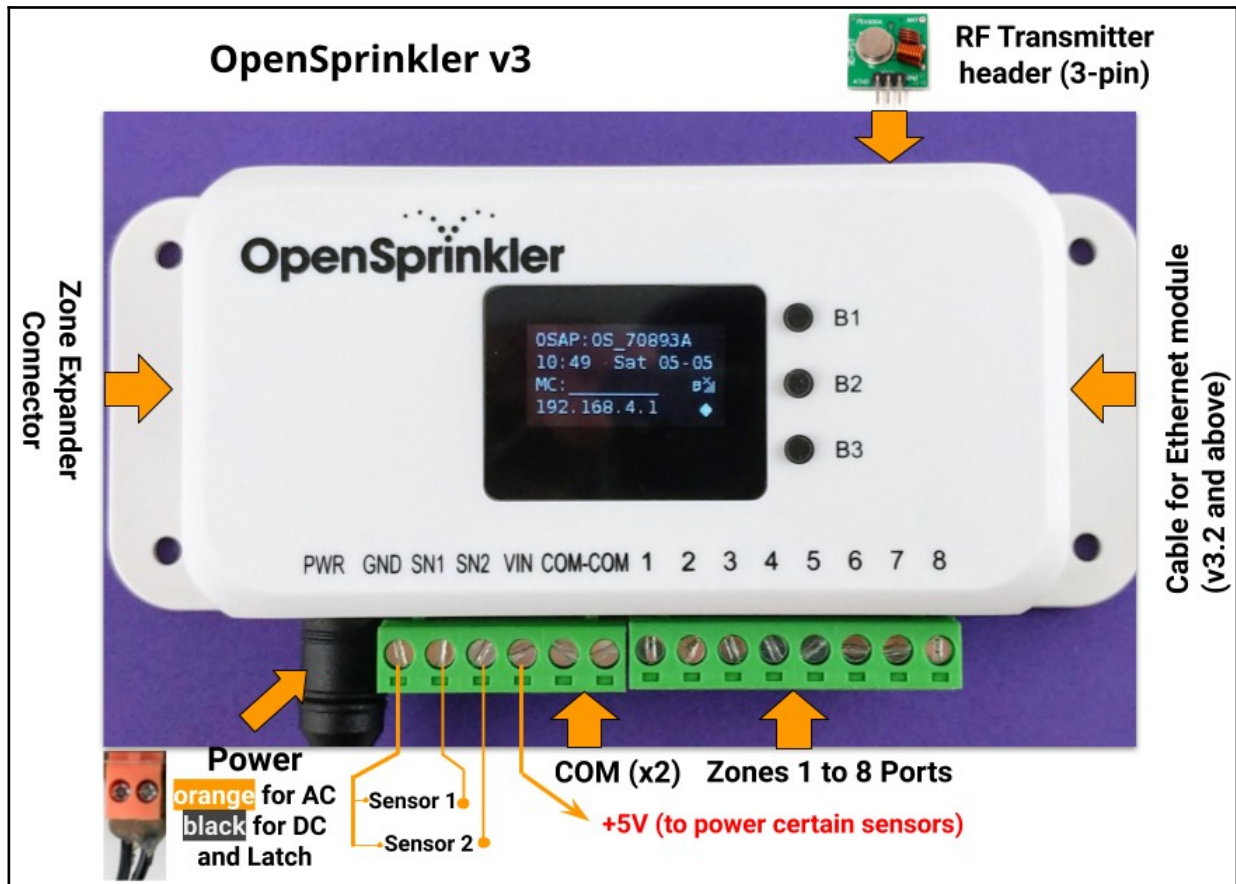 OpenSprinkler v3
RF Transmitter
header (3-pin)
Zone Expander
Connector
OpenSprinkler
OSAP:OS_70893A
10:49 Sat 05-05
MC:________
192.168.4.1
B1
B2
B3
Cable for Ethernet module
(v3.2 and above)
PWR GND SN1 SN2 VIN COM-COM 1 2 3 4 5 6 7 8
Power
orange for AC
black for DC
and Latch
Sensor 1
Sensor 2
COM (x2)
Zones 1 to 8 Ports
+5V (to power certain sensors)